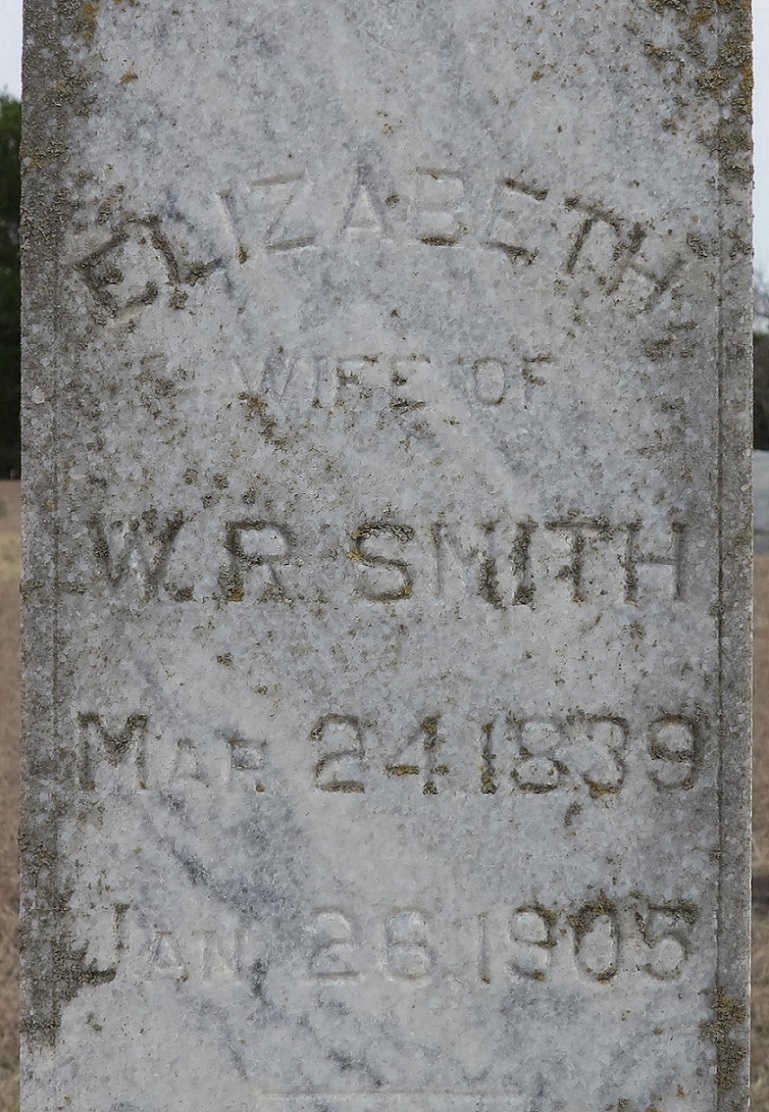 ELIZABETH
WIFE OF
W.R. SMITH
MAR 24.1839
JAN 26 1905